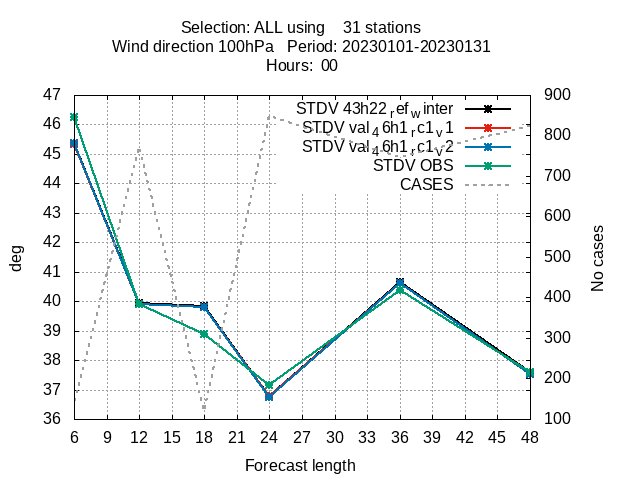 Selection: ALL using    31 stations
Wind direction 100hPa   Period: 20230101-20230131
Hours:  00
47
46
45
44
43
42
41
40
39
38
37
36
900
800
700
600
500
400
300
200
100
STDV 43h22_ref_winter
STDV val_46h1_rc1_v1
STDV val_46h1_rc1_v2
STDV OBS
CASES
deg
No cases
6 9 12 15 18 21 24 27 30 33 36 39 42 45 48
Forecast length